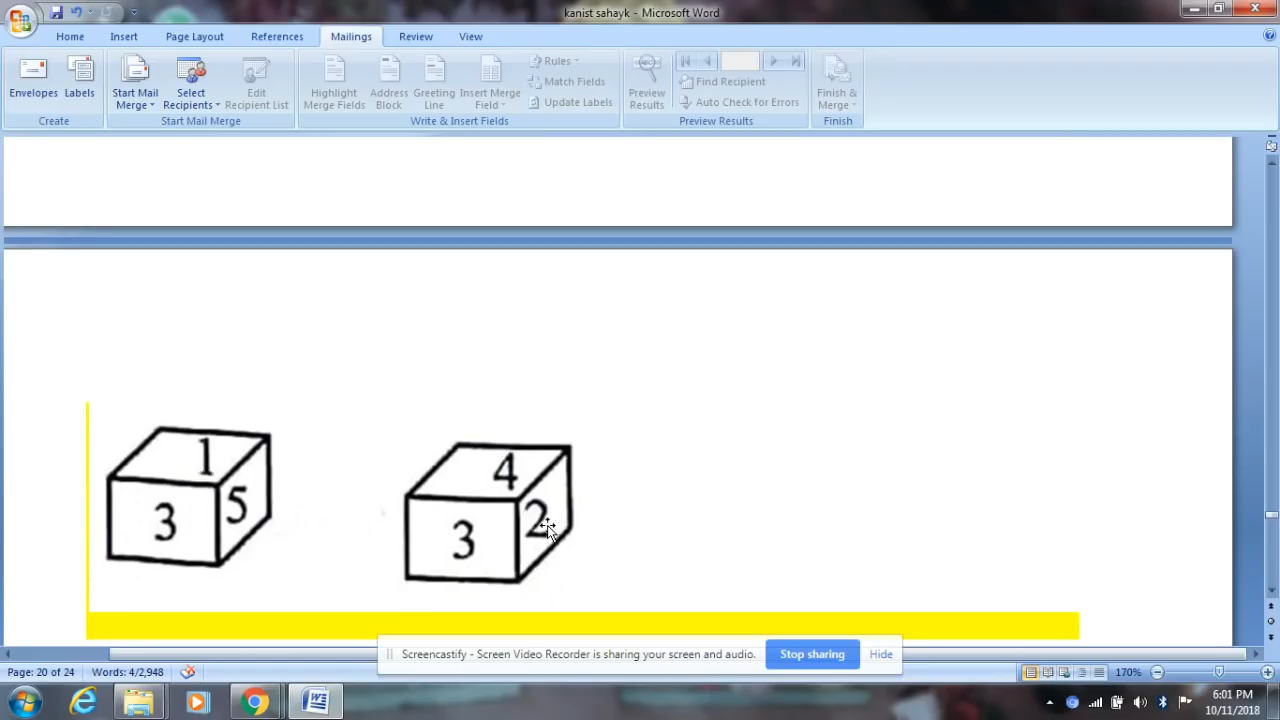 kanist sahayk - Microsoft Word
Home Insert Page Layout References Mailings Review View
Envelopes Labels Start Mail Merge Select Recipients Edit Recipient List Highlight Merge Fields Address Block Greeting Line Insert Merge Field Rules Match Fields Update Labels Preview Results Find Recipient Auto Check for Errors Finish & Merge
Create Start Mail Merge Write & Insert Fields Preview Results Finish
1
3 5
4
3 2
Screencastify - Screen Video Recorder is sharing your screen and audio. Stop sharing Hide
Page: 20 of 24 Words: 4/2,948 170%
6:01 PM
10/11/2018